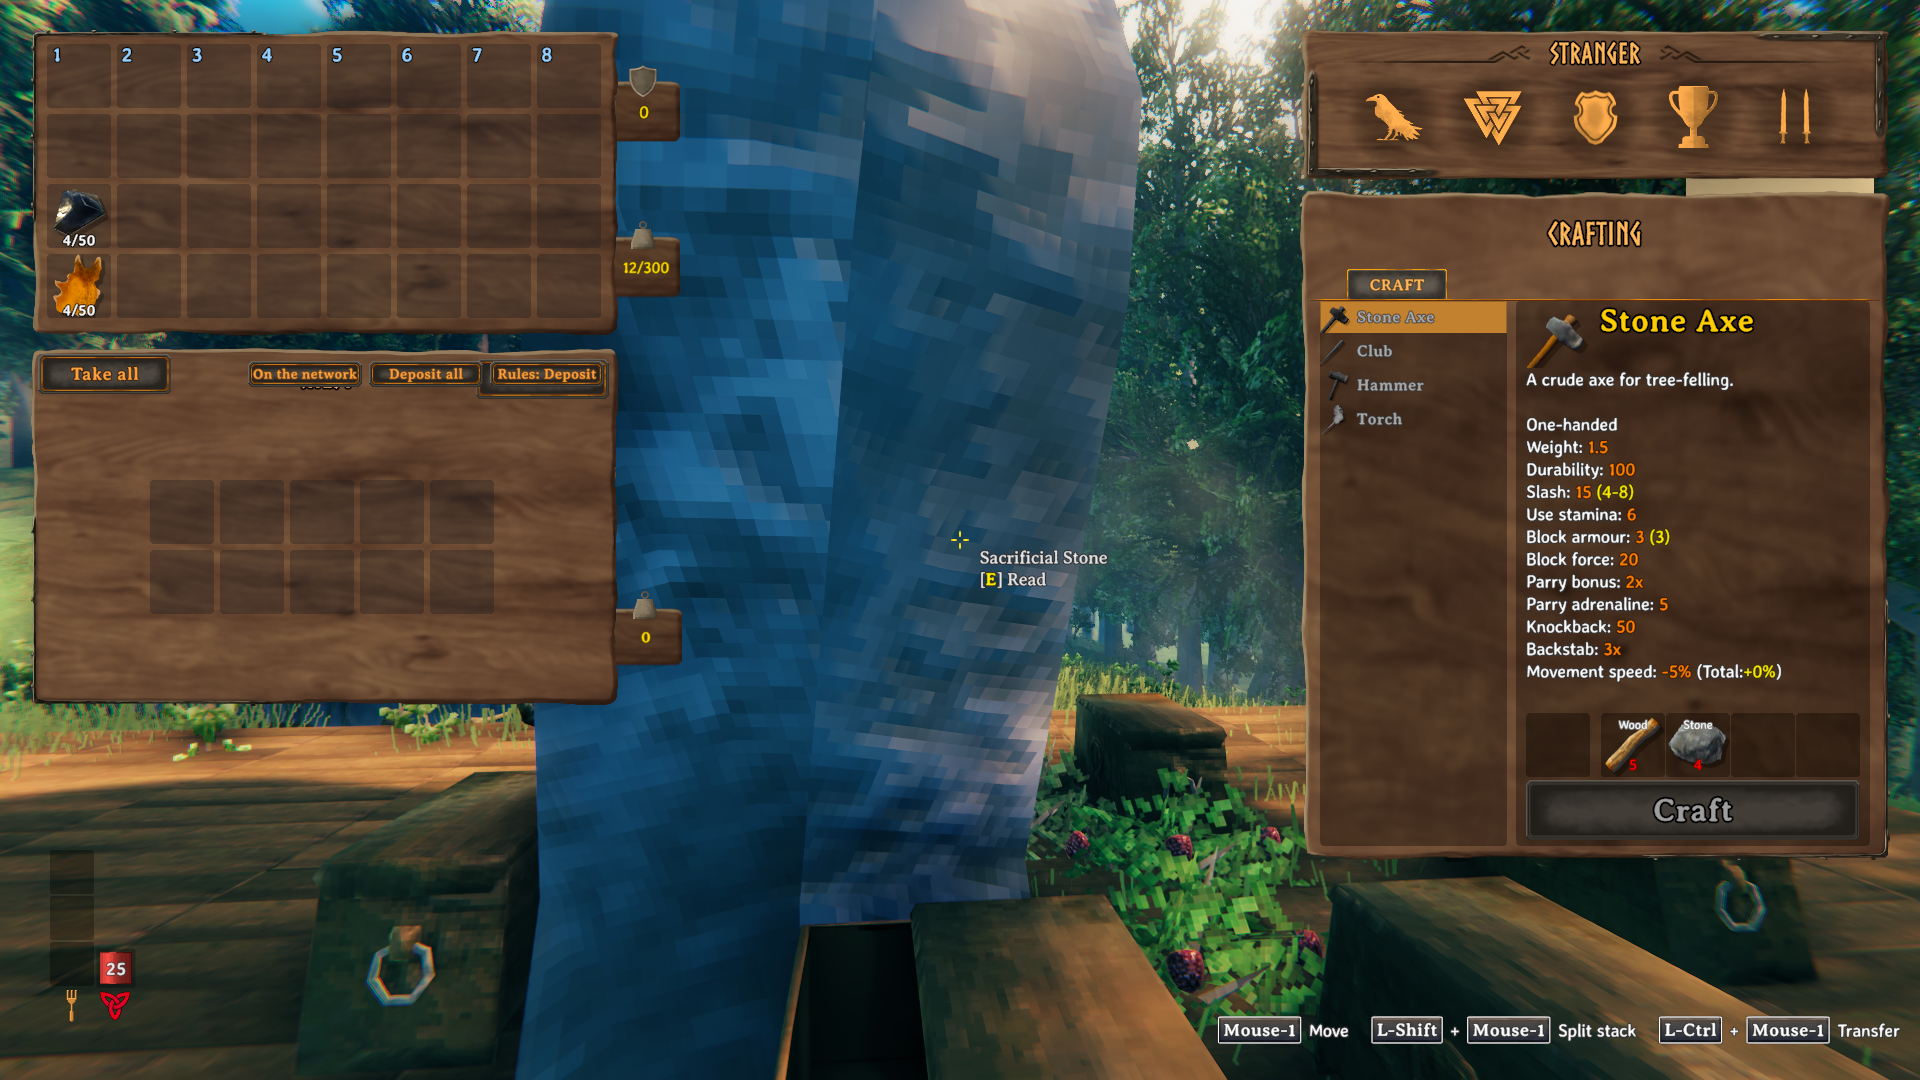 1 2 3 4 5 6 7 8
0
4/50
12/300
4/50
Take all
On the network
Deposit all
Rules: Deposit
0
Sacrificial Stone
[E] Read
25
STRANGER
CRAFTING
CRAFT
Stone Axe
Club
Hammer
Torch
Stone Axe
A crude axe for tree-felling.
One-handed
Weight: 1.5
Durability: 100
Slash: 15 (4-8)
Use stamina: 6
Block armour: 3 (3)
Block force: 20
Parry bonus: 2x
Parry adrenaline: 5
Knockback: 50
Backstab: 3x
Movement speed: -5% (Total:+0%)
Wood Stone
5 4
Craft
Mouse-1 Move L-Shift + Mouse-1 Split stack L-Ctrl + Mouse-1 Transfer